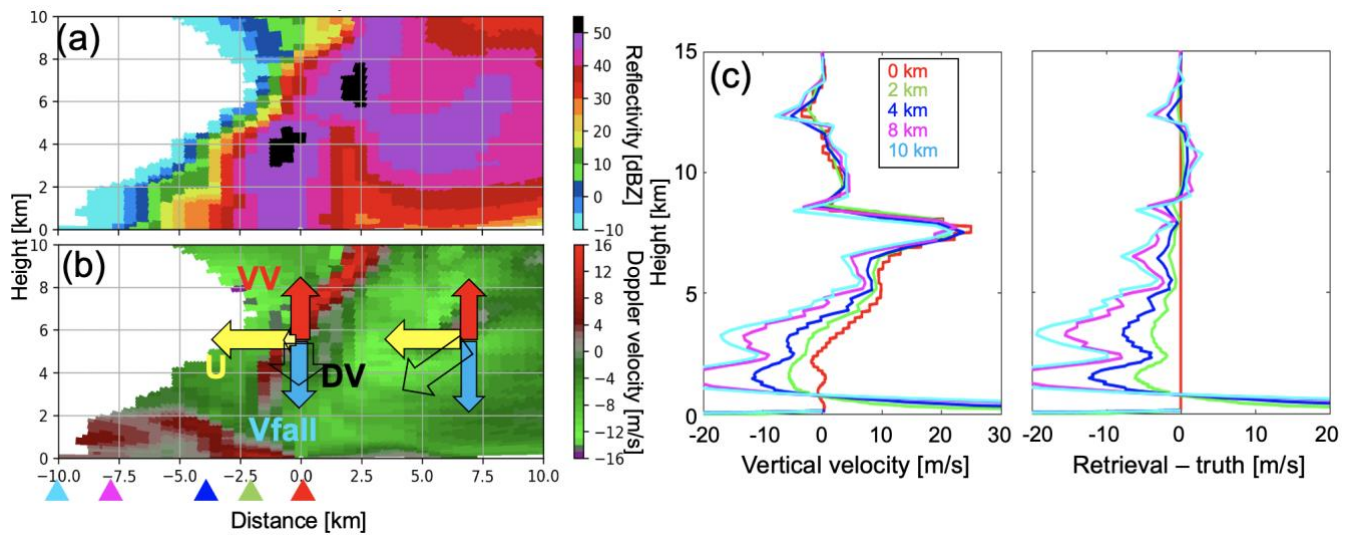 (a)
10
8
6
4
2
0
50
40
30
20
10
0
−10
Reflectivity [dBZ]
Height [km]
(b)
10
8
6
4
2
0
VV
U
DV
Vfall
16
12
8
4
0
−4
−8
−12
−16
Doppler velocity [m/s]
−10.0 −7.5 −5.0 −2.5 0.0 2.5 5.0 7.5 10.0
Distance [km]
(c)
Height [km]
15
10
5
0
0 km
2 km
4 km
8 km
10 km
-20 -10 0 10 20 30
Vertical velocity [m/s]
-20 -10 0 10 20
Retrieval – truth [m/s]